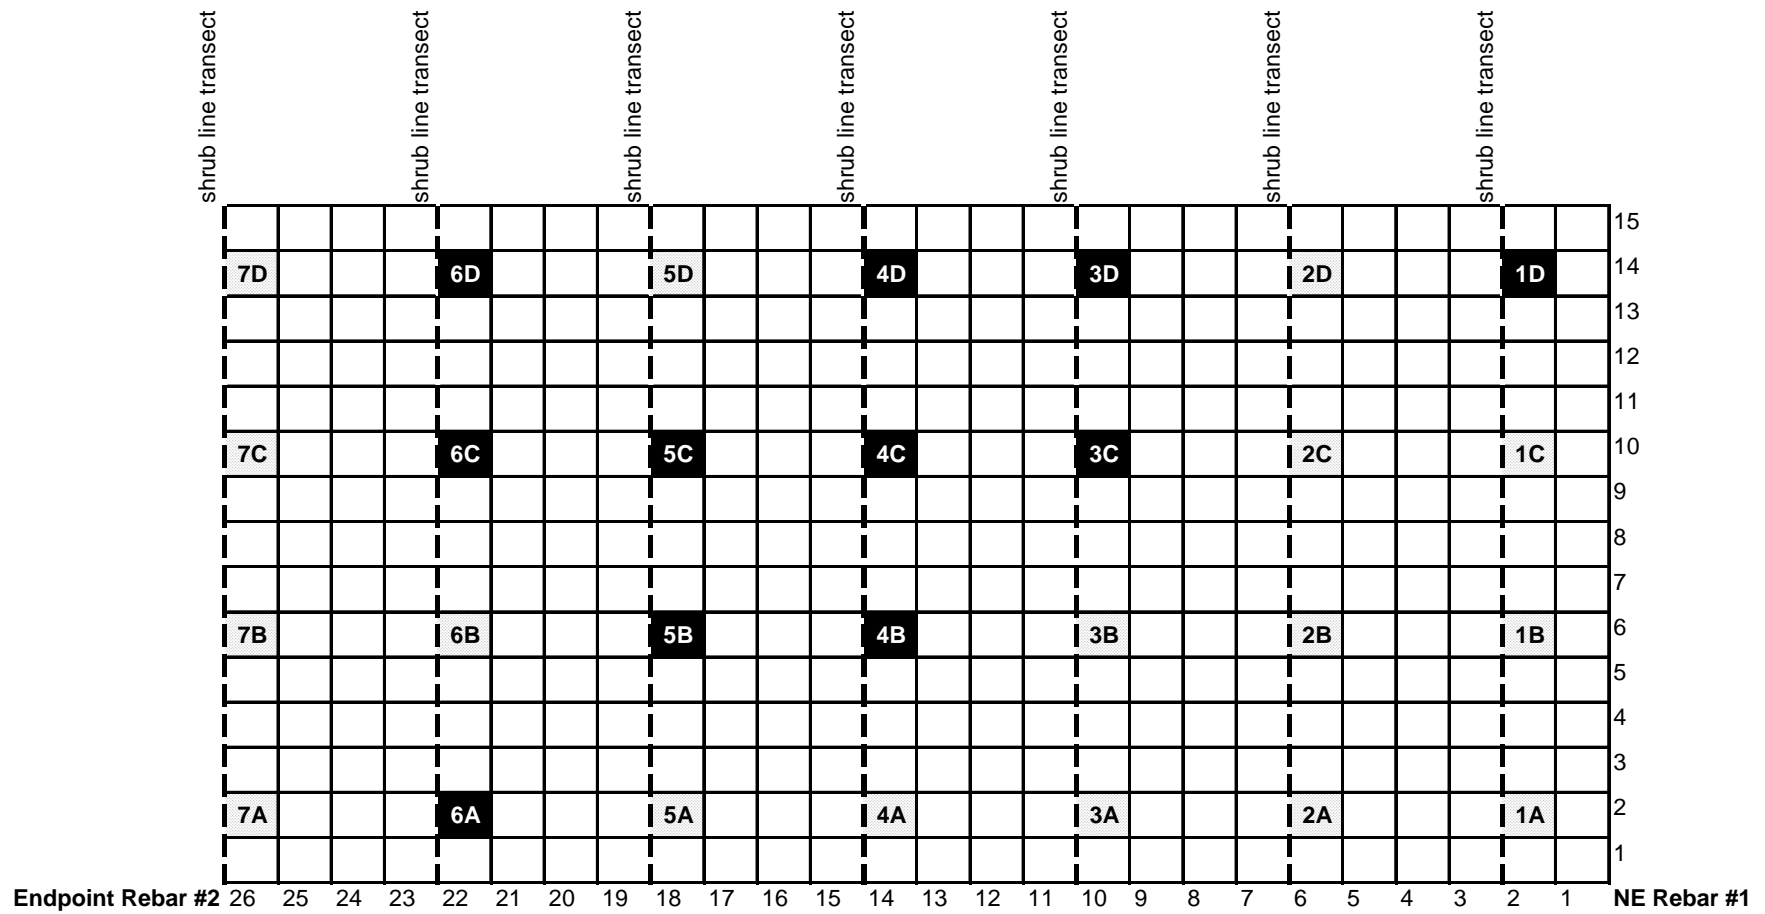 shrub line transect
shrub line transect
shrub line transect
shrub line transect
shrub line transect
shrub line transect
shrub line transect
15
7D 6D 5D 4D 3D 2D 1D 14
13
12
11
7C 6C 5C 4C 3C 2C 1C 10
9
8
7
7B 6B 5B 4B 3B 2B 1B 6
5
4
3
7A 6A 5A 4A 3A 2A 1A 2
1
Endpoint Rebar #2 26 25 24 23 22 21 20 19 18 17 16 15 14 13 12 11 10 9 8 7 6 5 4 3 2 1 NE Rebar #1